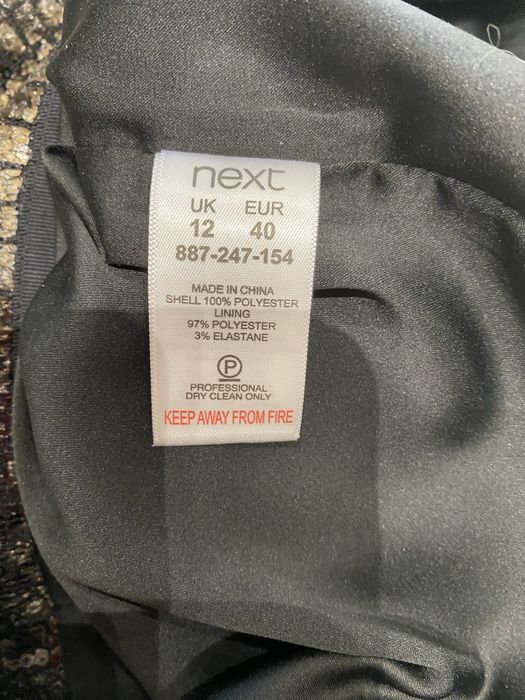 next
UK EUR
12 40
887-247-154
MADE IN CHINA
SHELL 100% POLYESTER
LINING
97% POLYESTER
3% ELASTANE
P
PROFESSIONAL
DRY CLEAN ONLY
KEEP AWAY FROM FIRE